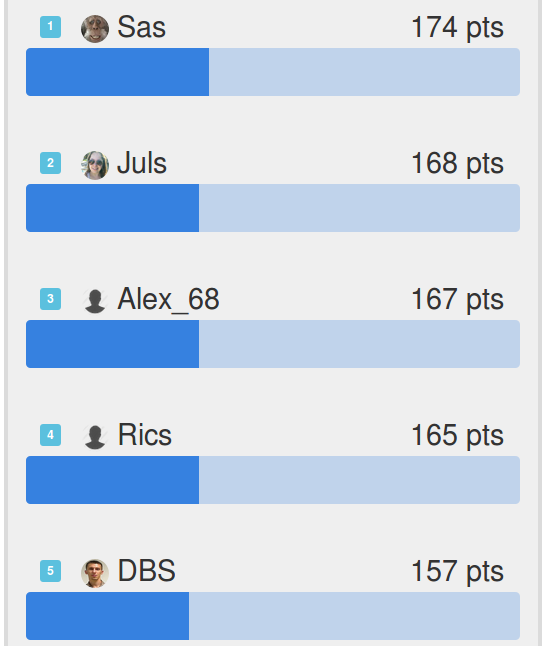 1 Sas 174 pts
2 Juls 168 pts
3 Alex_68 167 pts
4 Rics 165 pts
5 DBS 157 pts